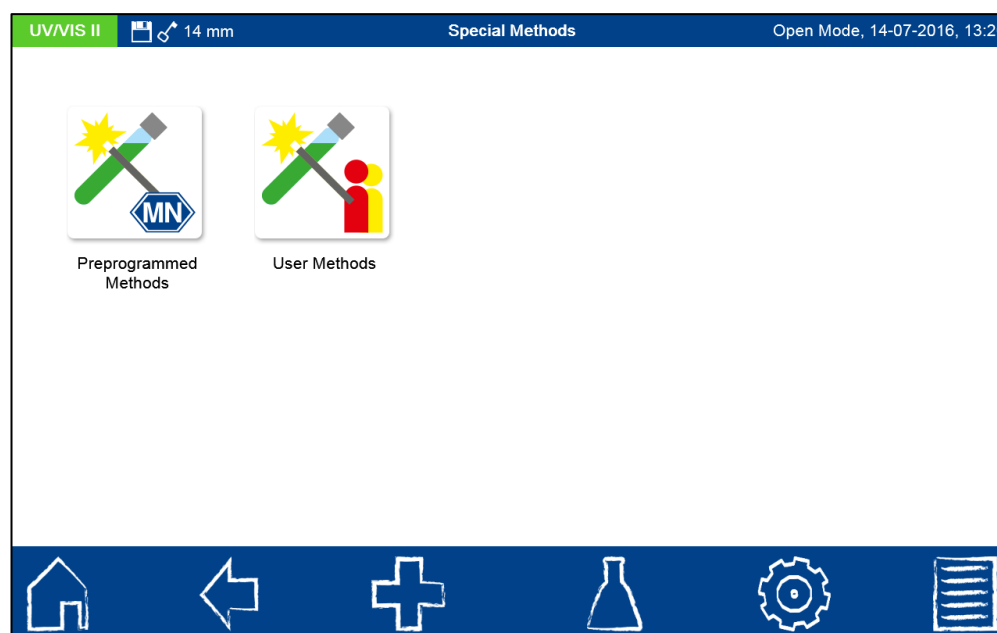 UV/VIS II 14 mm Special Methods Open Mode, 14-07-2016, 13:2
MN
Preprogrammed User Methods
Methods